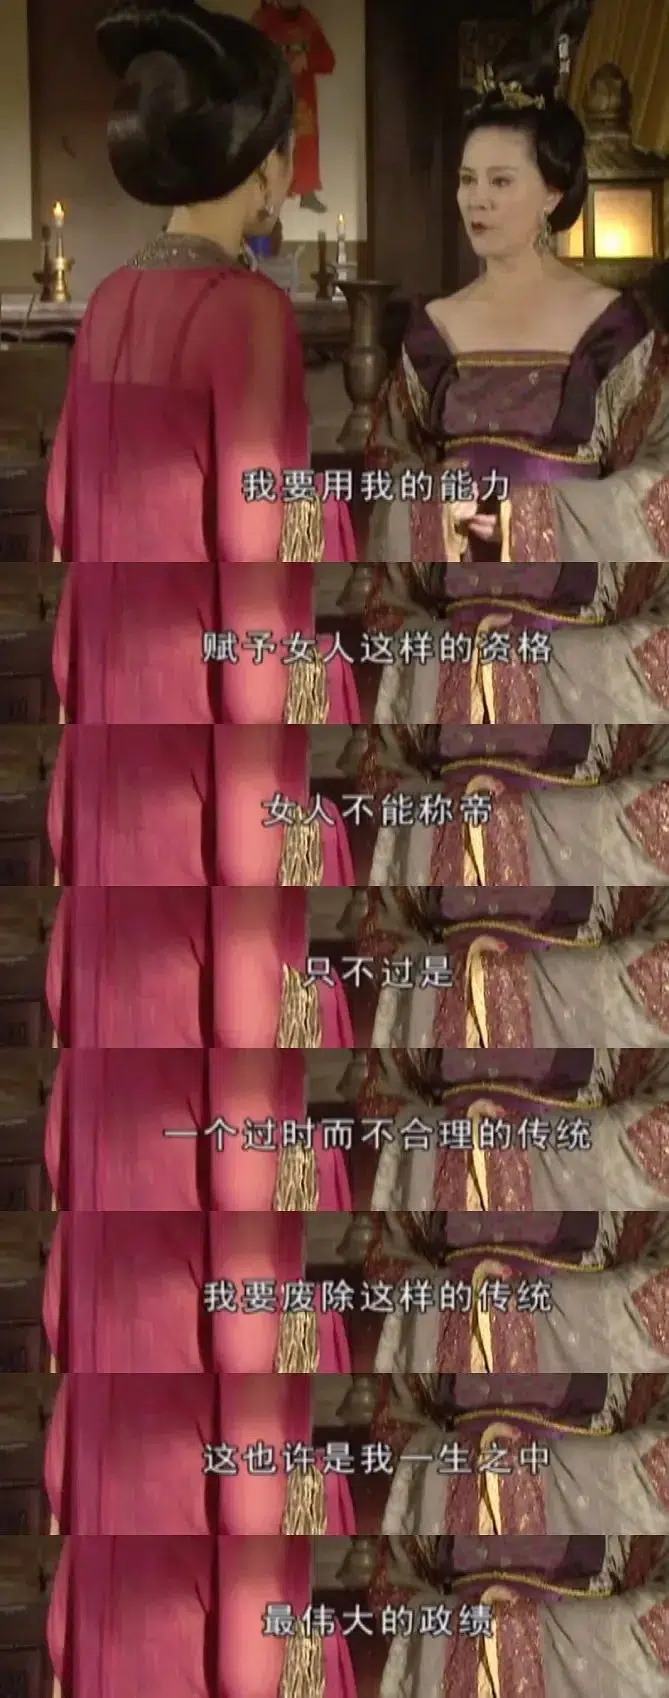 我要用我的能力
赋予女人这样的资格
女人不能称帝
只不过是
一个过时而不合理的传统
我要废除这样的传统
这也许是我一生之中
最伟大的政绩